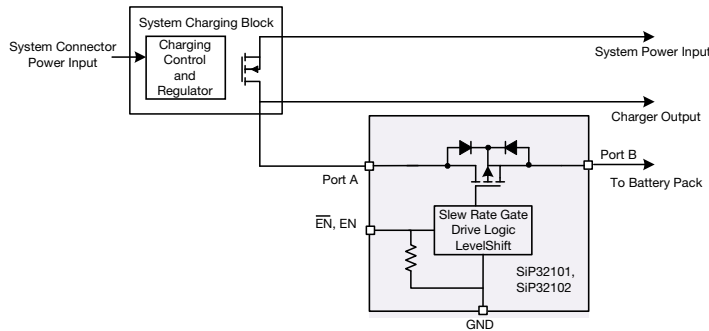 System Charging Block
System Connector
Power Input
Charging
Control
and
Regulator
System Power Input
Charger Output
Port A
Port B
To Battery Pack
EN, EN
Slew Rate Gate
Drive Logic
LevelShift
SiP32101,
SiP32102
GND